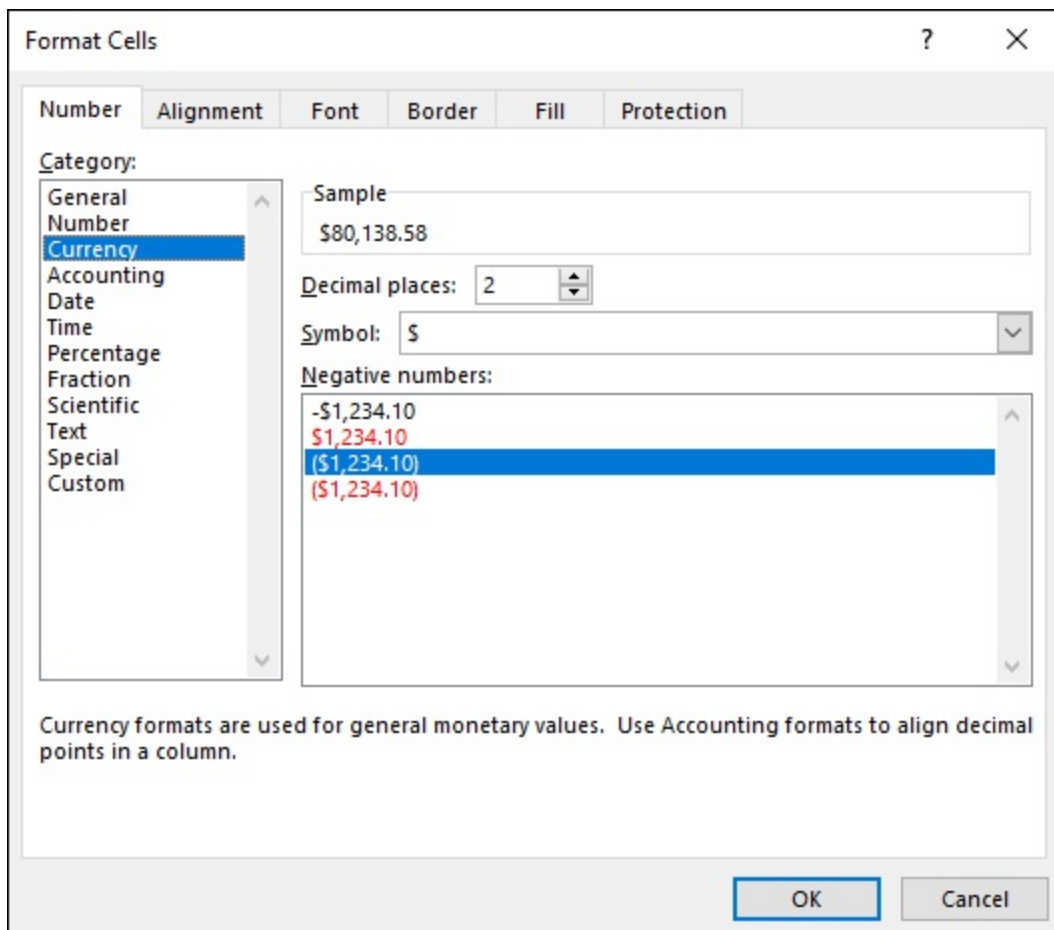 Format Cells ?
Number Alignment Font Border Fill Protection
Category:
General
Number
Currency
Accounting
Date
Time
Percentage
Fraction
Scientific
Text
Special
Custom
Sample
$80,138.58
Decimal places: 2
Symbol: $
Negative numbers:
-$1,234.10
$1,234.10
($1,234.10)
($1,234.10)
Currency formats are used for general monetary values.  Use Accounting formats to align decimal
points in a column.
OK Cancel